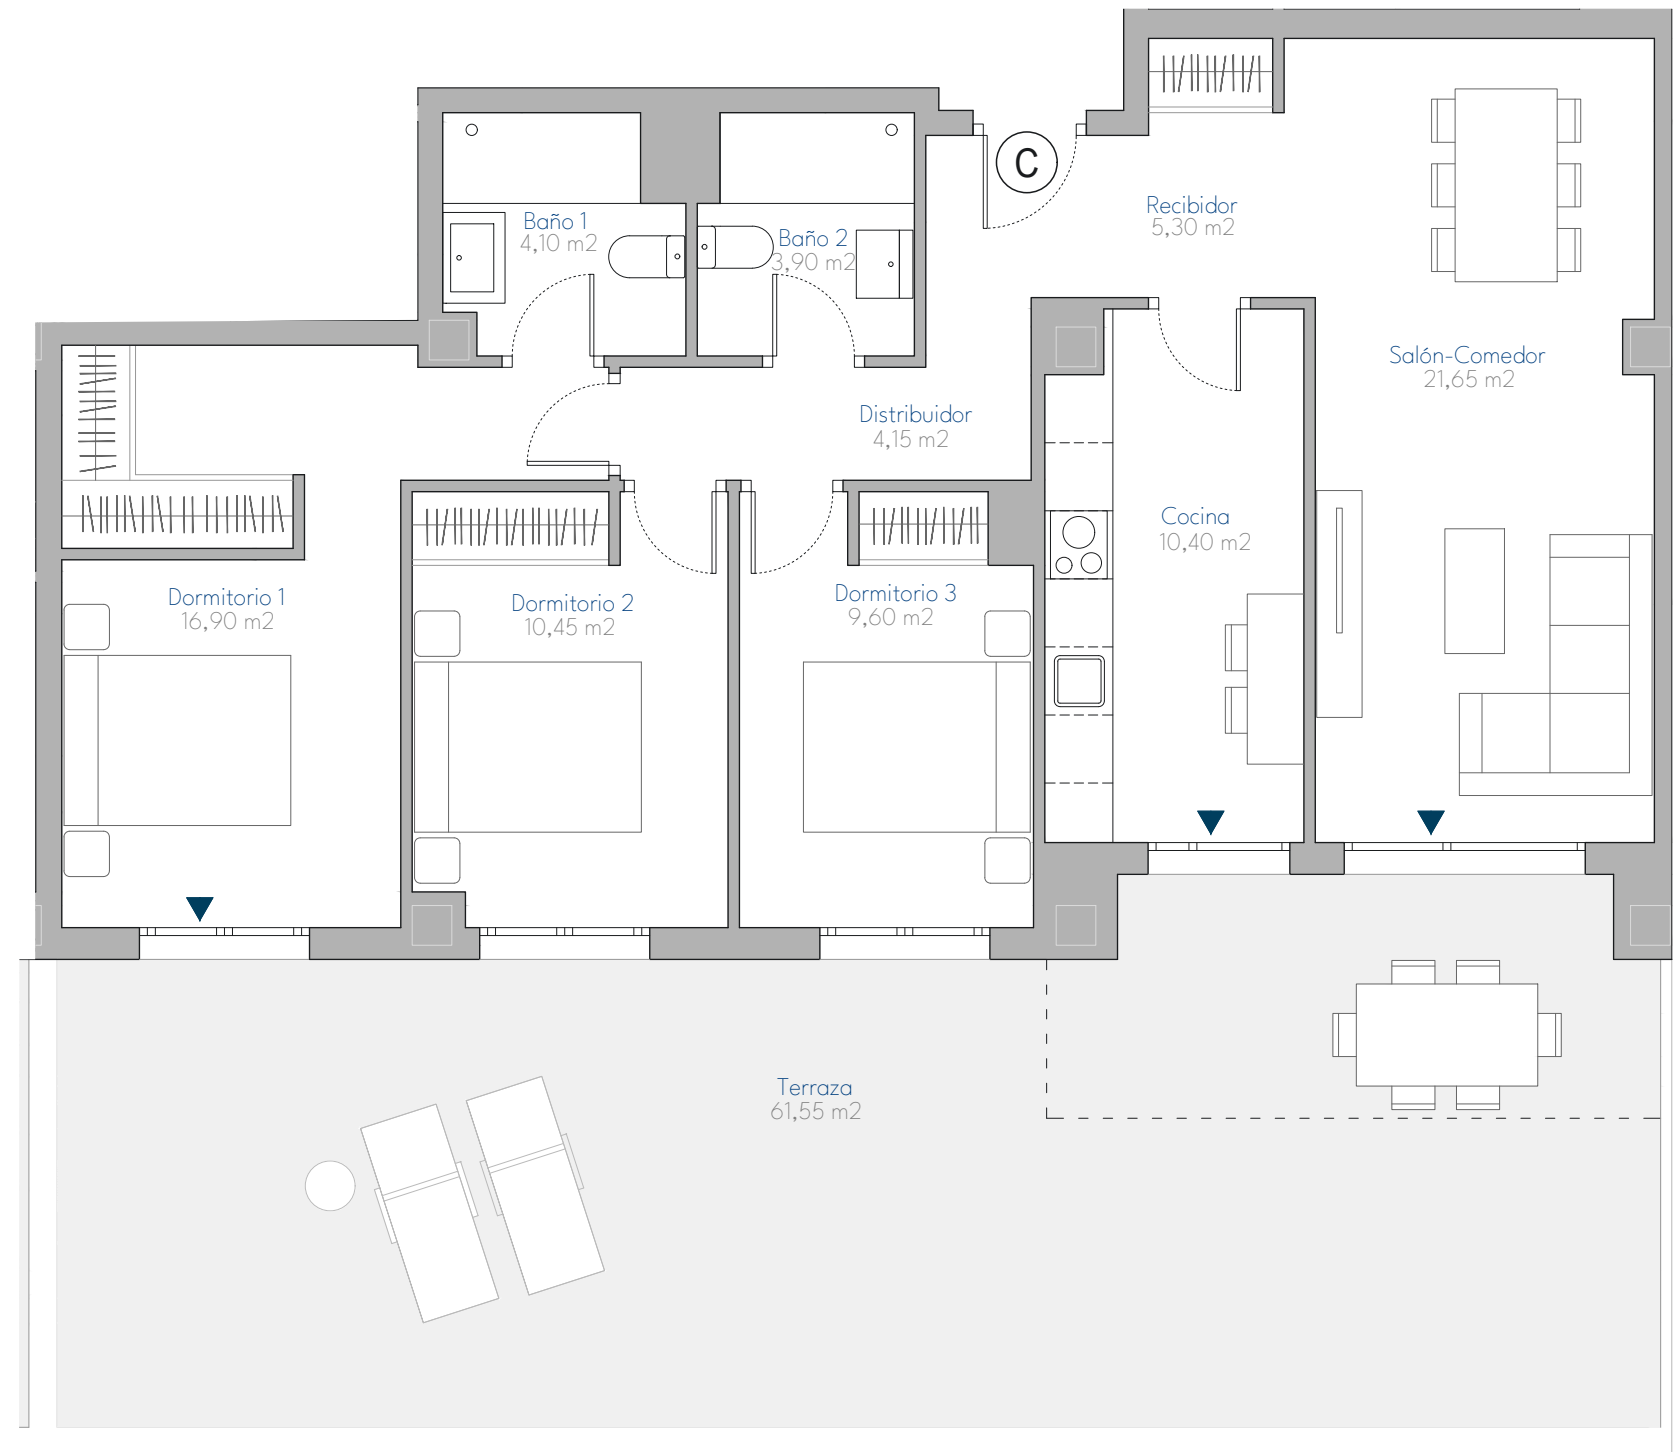 C
Recibidor
5,30 m2
Baño 1
4,10 m2
Baño 2
3,90 m2
Salón-Comedor
21,65 m2
Distribuidor
4,15 m2
Cocina
10,40 m2
Dormitorio 1
16,90 m2
Dormitorio 2
10,45 m2
Dormitorio 3
9,60 m2
Terraza
61,55 m2